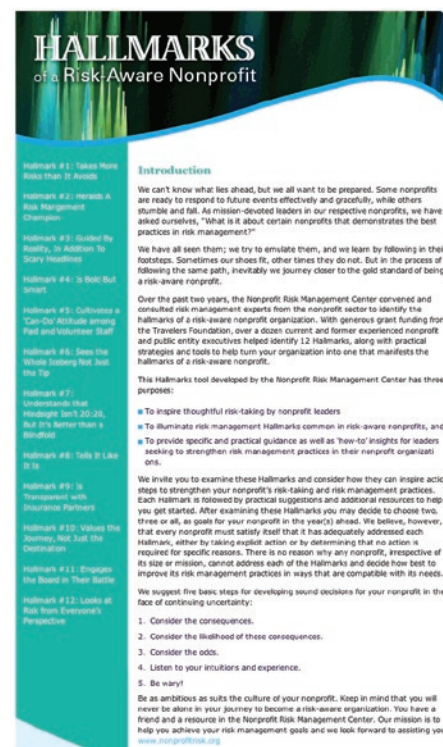 HALLMARKS
of a Risk-Aware Nonprofit
Hallmark #1: Takes More
Risks than It Avoids
Hallmark #2: Heralds A
Risk Mangement
Champion
Hallmark #3: Guided By
Reality, In Addition To
Scary Headlines
Hallmark #4: Is Bold But
Smart
Hallmark #5: Cultivates a
'Can-Do' Attitude among
Paid and Volunteer Staff
Hallmark #6: Sees the
Whole Iceberg Not Just
the Tip
Hallmark #7:
Understands that
Hindsight Isn't 20:20,
But It's Better than a
Blindfold
Hallmark #8: Tells It Like
It Is
Hallmark #9: Is
Transparent with
Insurance Partners
Hallmark #10: Values the
Journey, Not Just the
Destination
Hallmark #11: Engages
the Board in Their Battle
Hallmark #12: Looks at
Risk from Everyone's
Perspective
Introduction
We can't know what lies ahead, but we all want to be prepared. Some nonprofits
are ready to respond to future events effectively and gracefully, while others
stumble and fall. As mission-devoted leaders in our respective nonprofits, we have
asked ourselves, "What is it about certain nonprofits that demonstrates the best
practices in risk management?"
We have all seen them; we try to emulate them, and we learn by following in their
footsteps. Sometimes our shoes fit, other times they do not. But in the process of
following the same path, inevitably we journey closer to the gold standard of being
a risk-aware nonprofit.
Over the past two years, the Nonprofit Risk Management Center convened and
consulted risk management experts from the nonprofit sector to identify the
hallmarks of a risk-aware nonprofit organization. With generous grant funding from
the Travelers Foundation, over a dozen current and former experienced nonprofit
and public entity executives helped identify 12 Hallmarks, along with practical
strategies and tools to help turn your organization into one that manifests the
hallmarks of a risk-aware nonprofit.
This Hallmarks tool developed by the Nonprofit Risk Management Center has three
purposes:
To inspire thoughtful risk-taking by nonprofit leaders
To illuminate risk management Hallmarks common in risk-aware nonprofits, and
To provide specific and practical guidance as well as 'how-to' insights for leaders
seeking to strengthen risk management practices in their nonprofit organizati
ons.
We invite you to examine these Hallmarks and consider how they can inspire action
steps to strengthen your nonprofit's risk-taking and risk management practices.
Each Hallmark is followed by practical suggestions and additional resources to help
you get started. After examining these Hallmarks you may decide to choose two,
three or all, as goals for your nonprofit in the year(s) ahead. We believe, however,
that every nonprofit must satisfy itself that it has adequately addressed each
Hallmark, either by taking explicit action or by determining that no action is
required for specific reasons. There is no reason why any nonprofit, irrespective of
its size or mission, cannot address each of the Hallmarks and decide how best to
improve its risk management practices in ways that are compatible with its needs.
We suggest five basic steps for developing sound decisions for your nonprofit in the
face of continuing uncertainty:
1. Consider the consequences.
2. Consider the likelihood of these consequences.
3. Consider the odds.
4. Listen to your intuitions and experience.
5. Be wary!
Be as ambitious as suits the culture of your nonprofit. Keep in mind that you will
never be alone in your journey to become a risk-aware organization. You have a
friend and a resource in the Nonprofit Risk Management Center. Our mission is to
help you achieve your risk management goals and we look forward to assisting you
www.nonprofitrisk.org